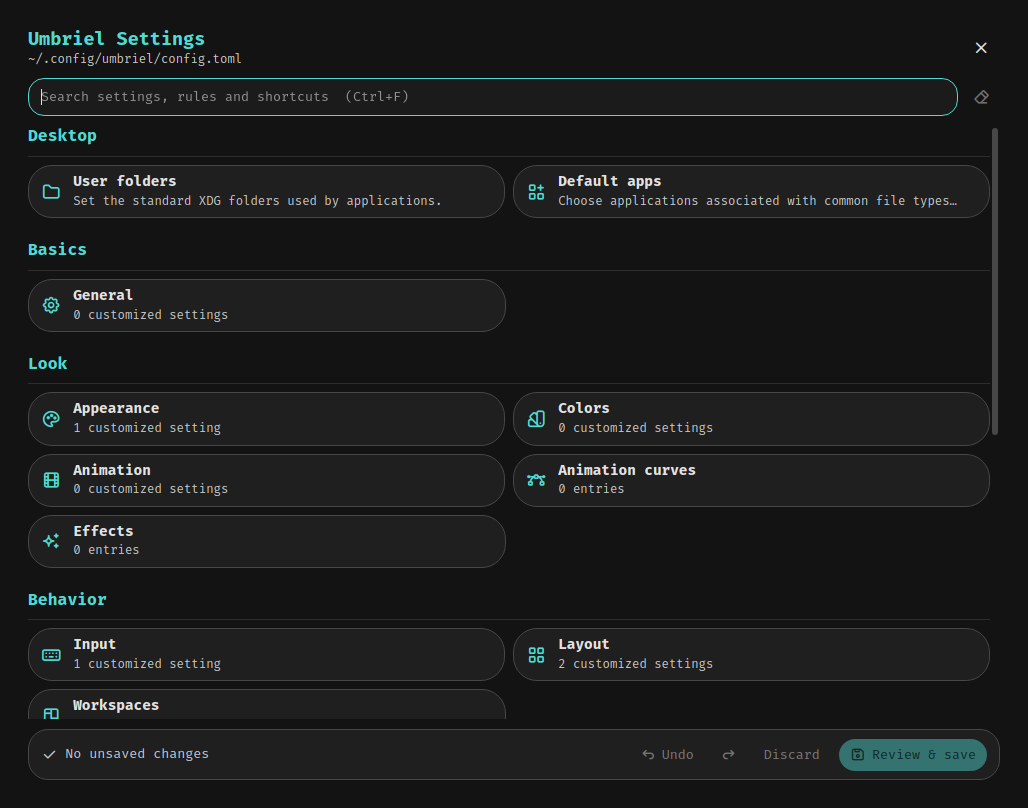 Umbriel Settings
~/.config/umbriel/config.toml
Search settings, rules and shortcuts  (Ctrl+F)
Desktop
User folders
Set the standard XDG folders used by applications.
Default apps
Choose applications associated with common file types…
Basics
General
0 customized settings
Look
Appearance
1 customized setting
Colors
0 customized settings
Animation
0 customized settings
Animation curves
0 entries
Effects
0 entries
Behavior
Input
1 customized setting
Layout
2 customized settings
Workspaces
No unsaved changes
Undo
Discard
Review & save